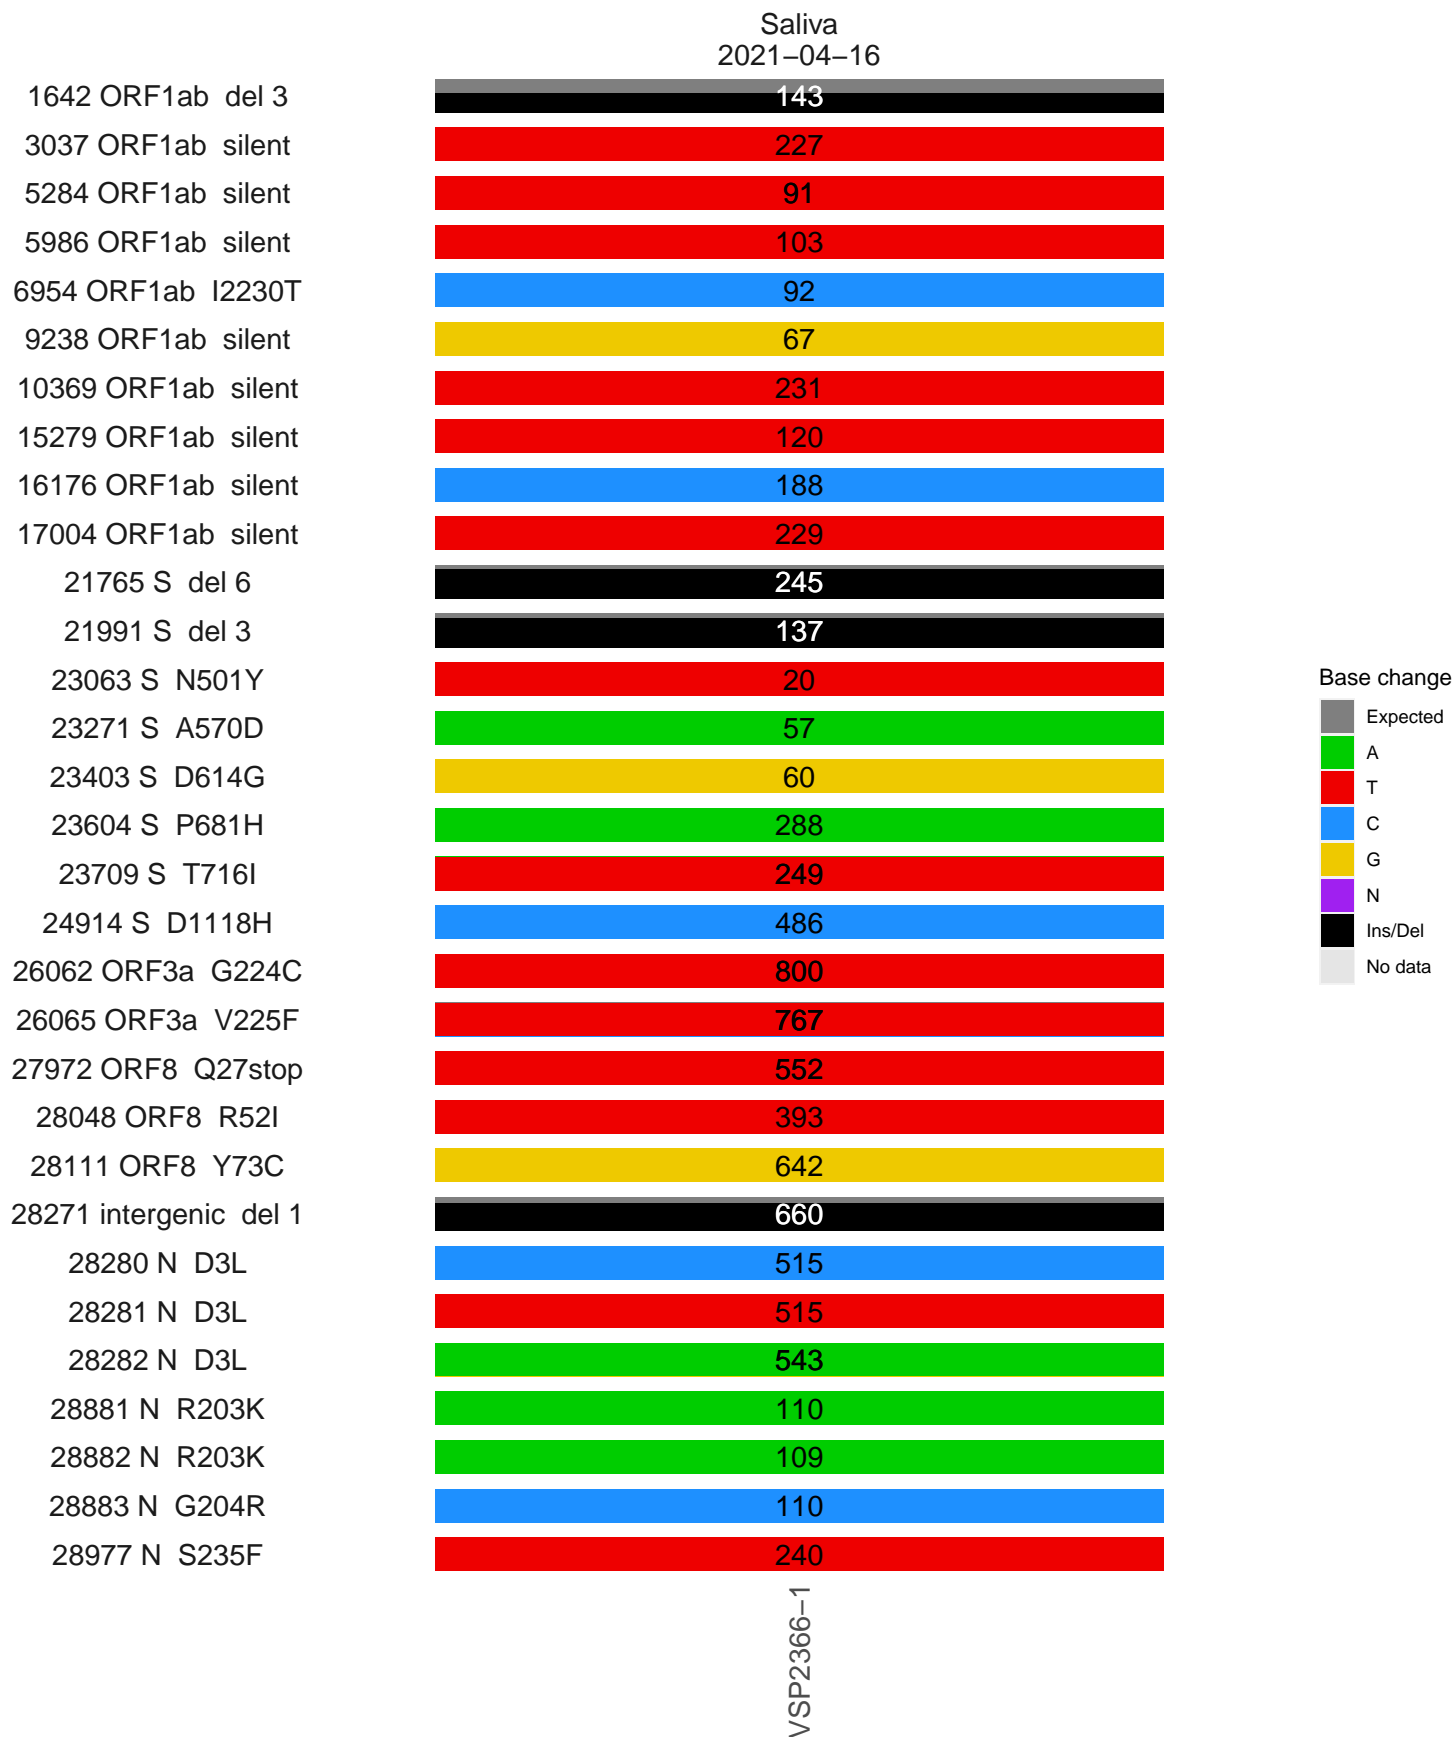 Saliva
2021−04−16
1642 ORF1ab del 3 143
3037 ORF1ab silent 227
5284 ORF1ab silent 91
5986 ORF1ab silent 103
6954 ORF1ab I2230T 92
9238 ORF1ab silent 67
10369 ORF1ab silent 231
15279 ORF1ab silent 120
16176 ORF1ab silent 188
17004 ORF1ab silent 229
21765 S del 6 245
21991 S del 3 137
23063 S N501Y 20
23271 S A570D 57
23403 S D614G 60
23604 S P681H 288
23709 S T716I 249
24914 S D1118H 486
26062 ORF3a G224C 800
26065 ORF3a V225F 767
27972 ORF8 Q27stop 552
28048 ORF8 R52I 393
28111 ORF8 Y73C 642
28271 intergenic del 1 660
28280 N D3L 515
28281 N D3L 515
28282 N D3L 543
28881 N R203K 110
28882 N R203K 109
28883 N G204R 110
28977 N S235F 240
VSP2366−1
Base change
Expected
A
T
C
G
N
Ins/Del
No data